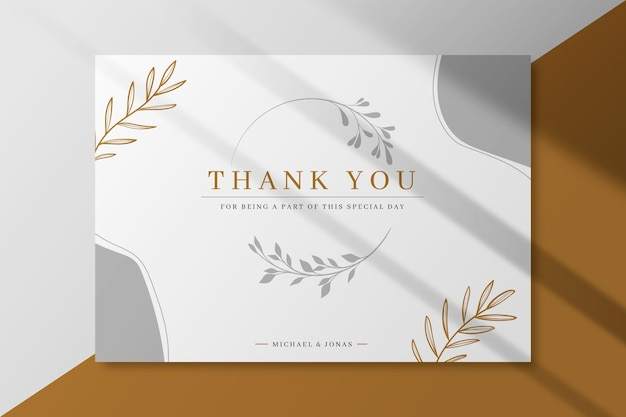 THANK YOU
FOR BEING A PART OF THIS SPECIAL DAY
— MICHAEL & JONAS —